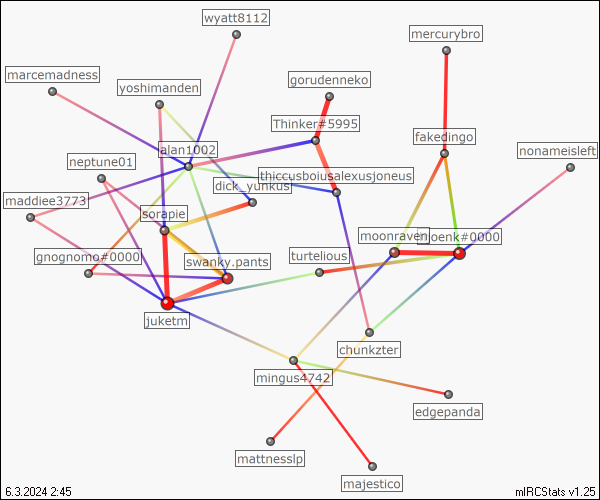 wyatt8112
mercurybro
marcemadness
gorudenneko
yoshimanden
Thinker#5995
fakedingo
alan1002
nonameisleft
neptune01
thiccusboiusalexusjoneus
dick_yunkus
maddiee3773
sorapie
moonraven
joenk#0000
gnognomo#0000
swanky.pants
turtelious
juketm
chunkzter
mingus4742
edgepanda
mattnesslp
majestico
6.3.2024 2:45
mIRCStats v1.25